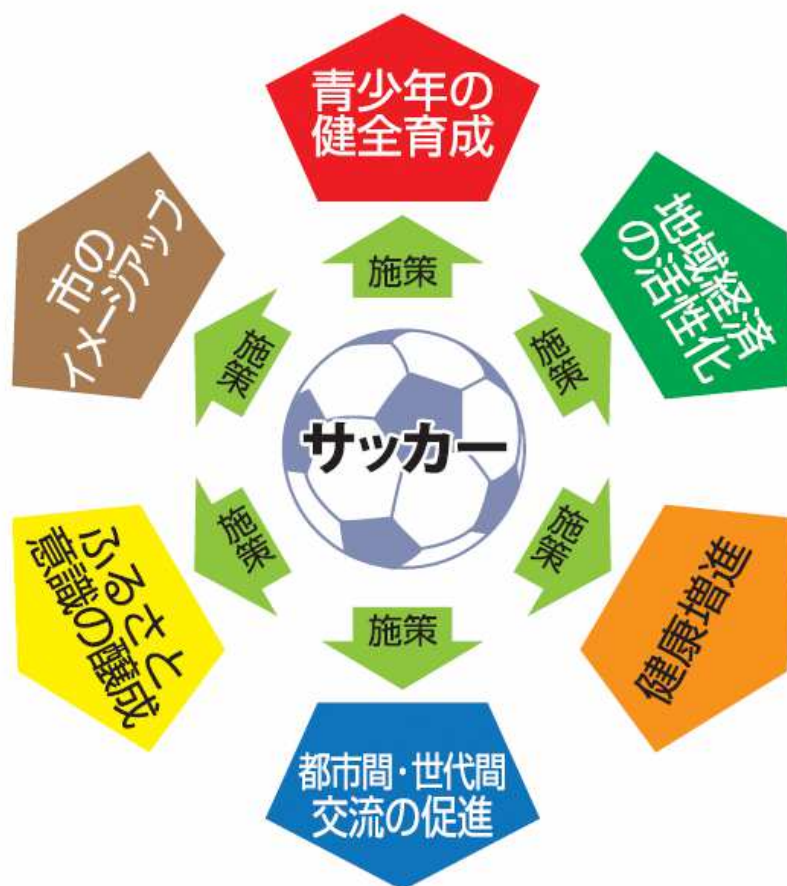 青少年の
健全育成
施策
地域経済
の活性化
施策
健康増進
施策
都市間・世代間
交流の促進
施策
ふるさと
意識の醸成
施策
市の
イメージアップ
施策
サッカー